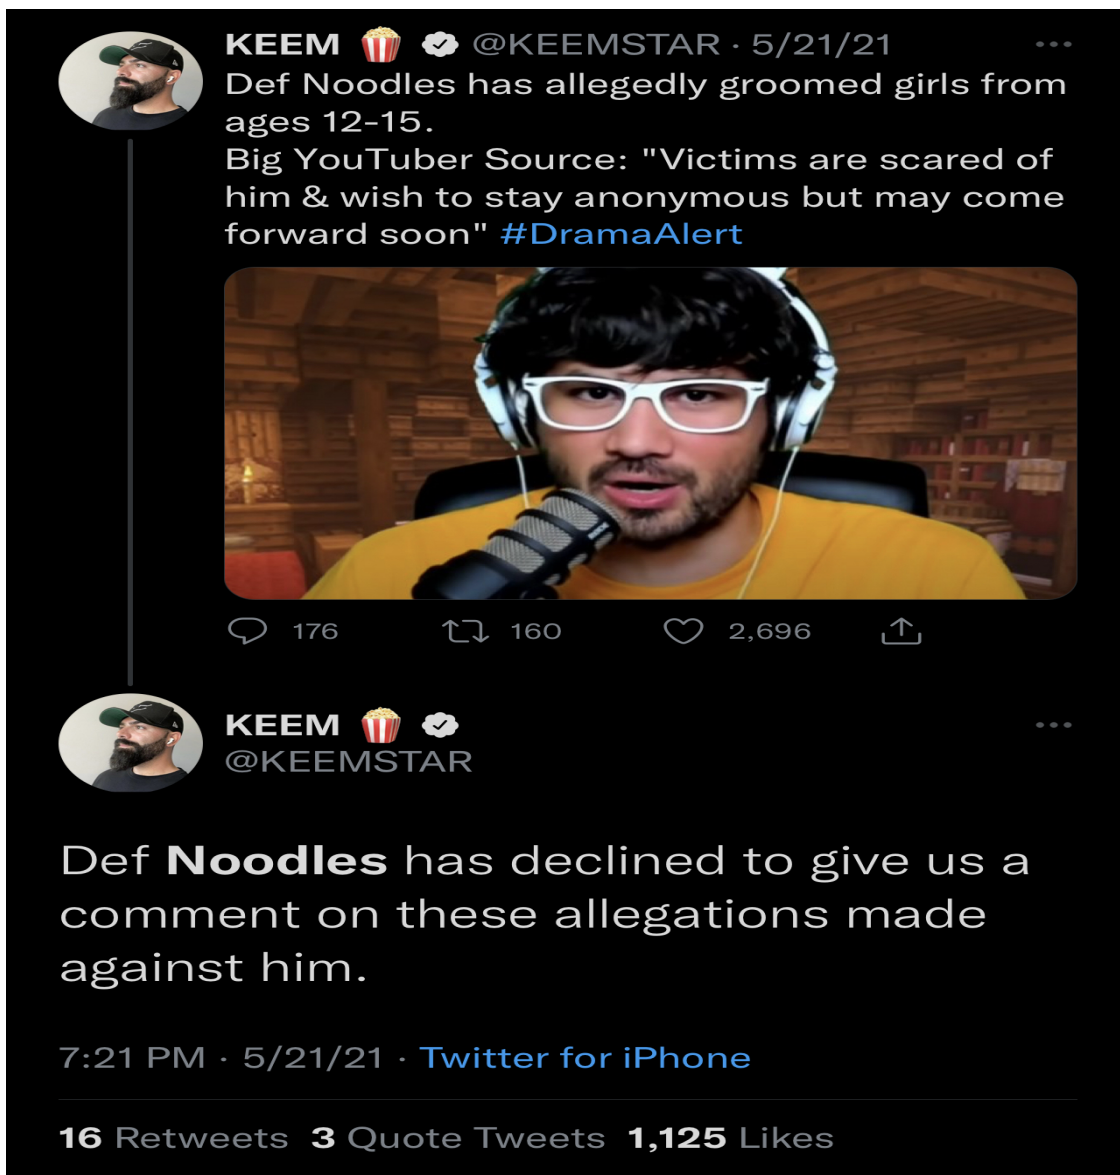 KEEM 🍿 @KEEMSTAR · 5/21/21
Def Noodles has allegedly groomed girls from
ages 12-15.
Big YouTuber Source: "Victims are scared of
him & wish to stay anonymous but may come
forward soon" #DramaAlert
176 160 2,696
KEEM 🍿
@KEEMSTAR
Def Noodles has declined to give us a
comment on these allegations made
against him.
7:21 PM · 5/21/21 · Twitter for iPhone
16 Retweets 3 Quote Tweets 1,125 Likes